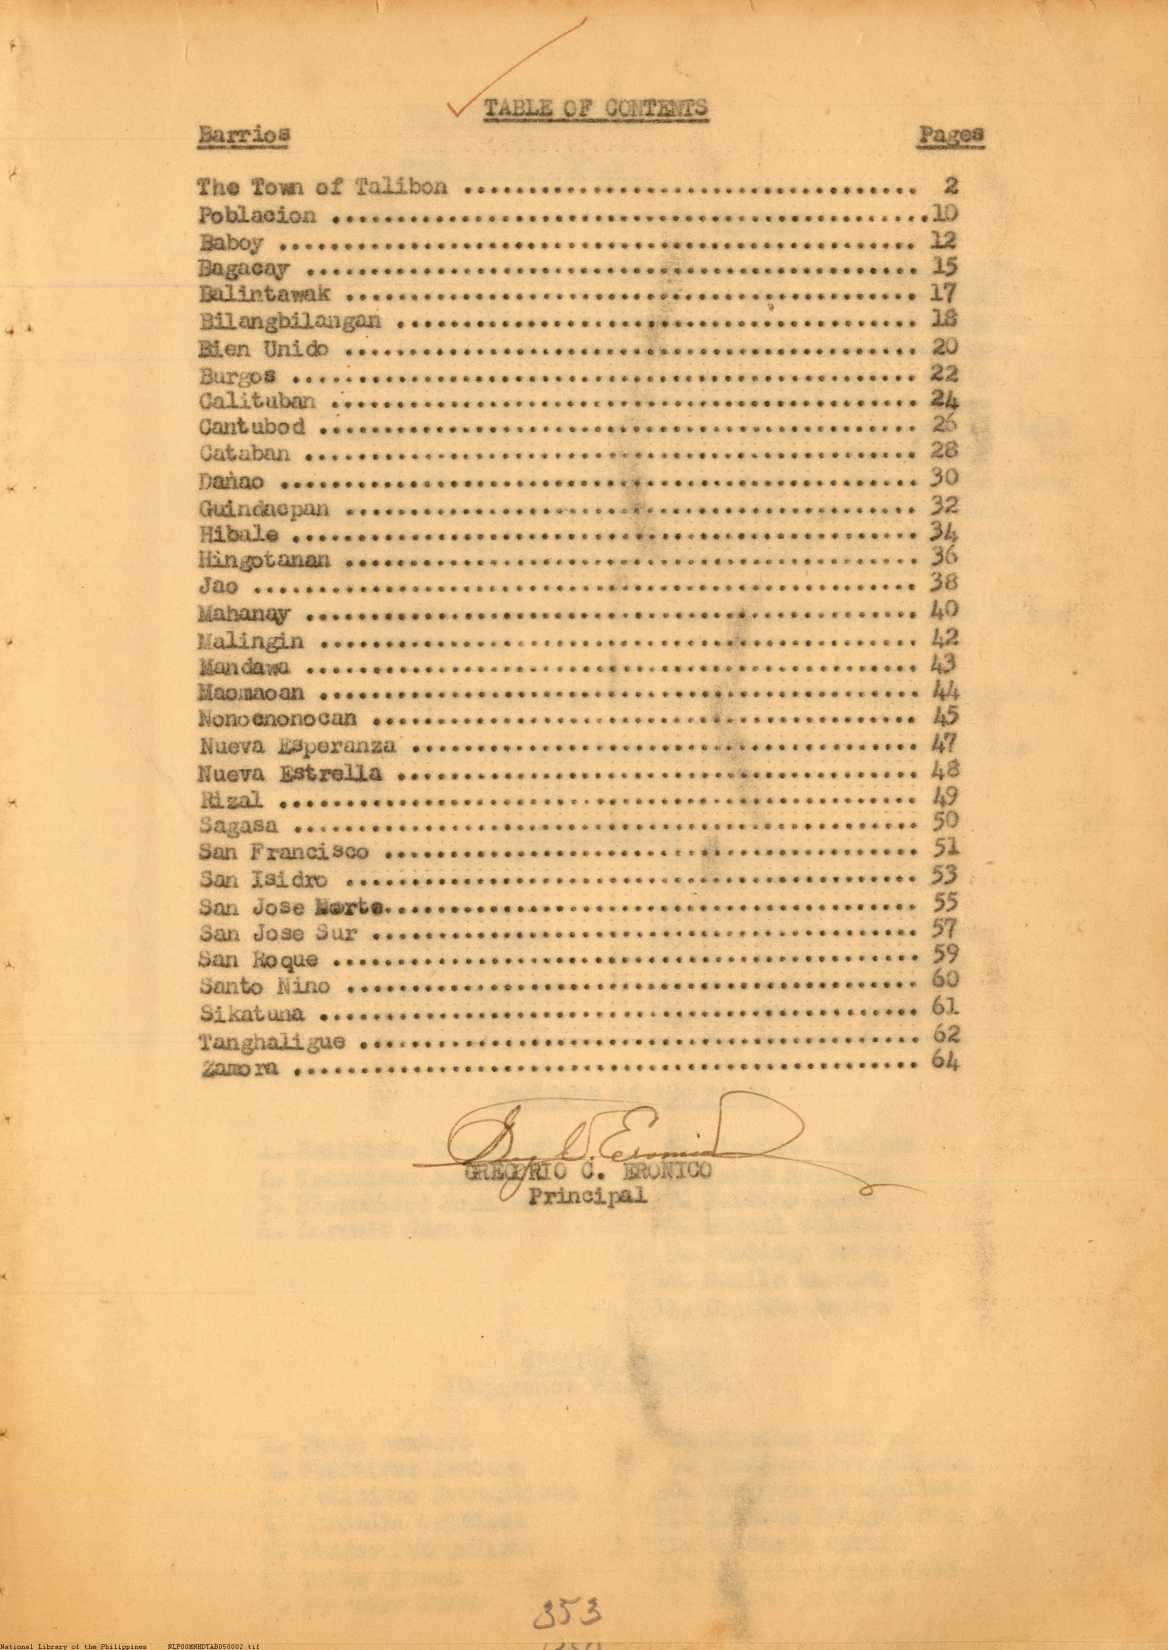 TABLE OF CONTENTS
Barrios Pages
The Town of Talibon ................................... 2
Poblacion ..............................................10
Baboy ................................................. 12
Bagacay ............................................... 15
Balintawak ............................................ 17
Bilangbilangan ........................................ 18
Bien Unido ............................................ 20
Burgos ................................................ 22
Calituban ............................................. 24
Cantubod .............................................. 26
Cataban ............................................... 28
Dañao ................................................. 30
Guindacpan ............................................ 32
Hibale ................................................ 34
Hingotanan ............................................ 36
Jao ................................................... 38
Mahanay ............................................... 40
Malingin .............................................. 42
Mandawa ............................................... 43
Maomaoan .............................................. 44
Nonocnonocan .......................................... 45
Nueva Esperanza ....................................... 47
Nueva Estrella ........................................ 48
Rizal ................................................. 49
Sagasa ................................................ 50
San Francisco ......................................... 51
San Isidro ............................................ 53
San Jose Norte......................................... 55
San Jose Sur .......................................... 57
San Roque ............................................. 59
Santo Nino ............................................ 60
Sikatuna .............................................. 61
Tanghaligue ........................................... 62
Zamora ................................................ 64
GREGORIO C. ERONICO
Principal
353
National Library of the Philippines NLP00MNHDTAB050002.tif